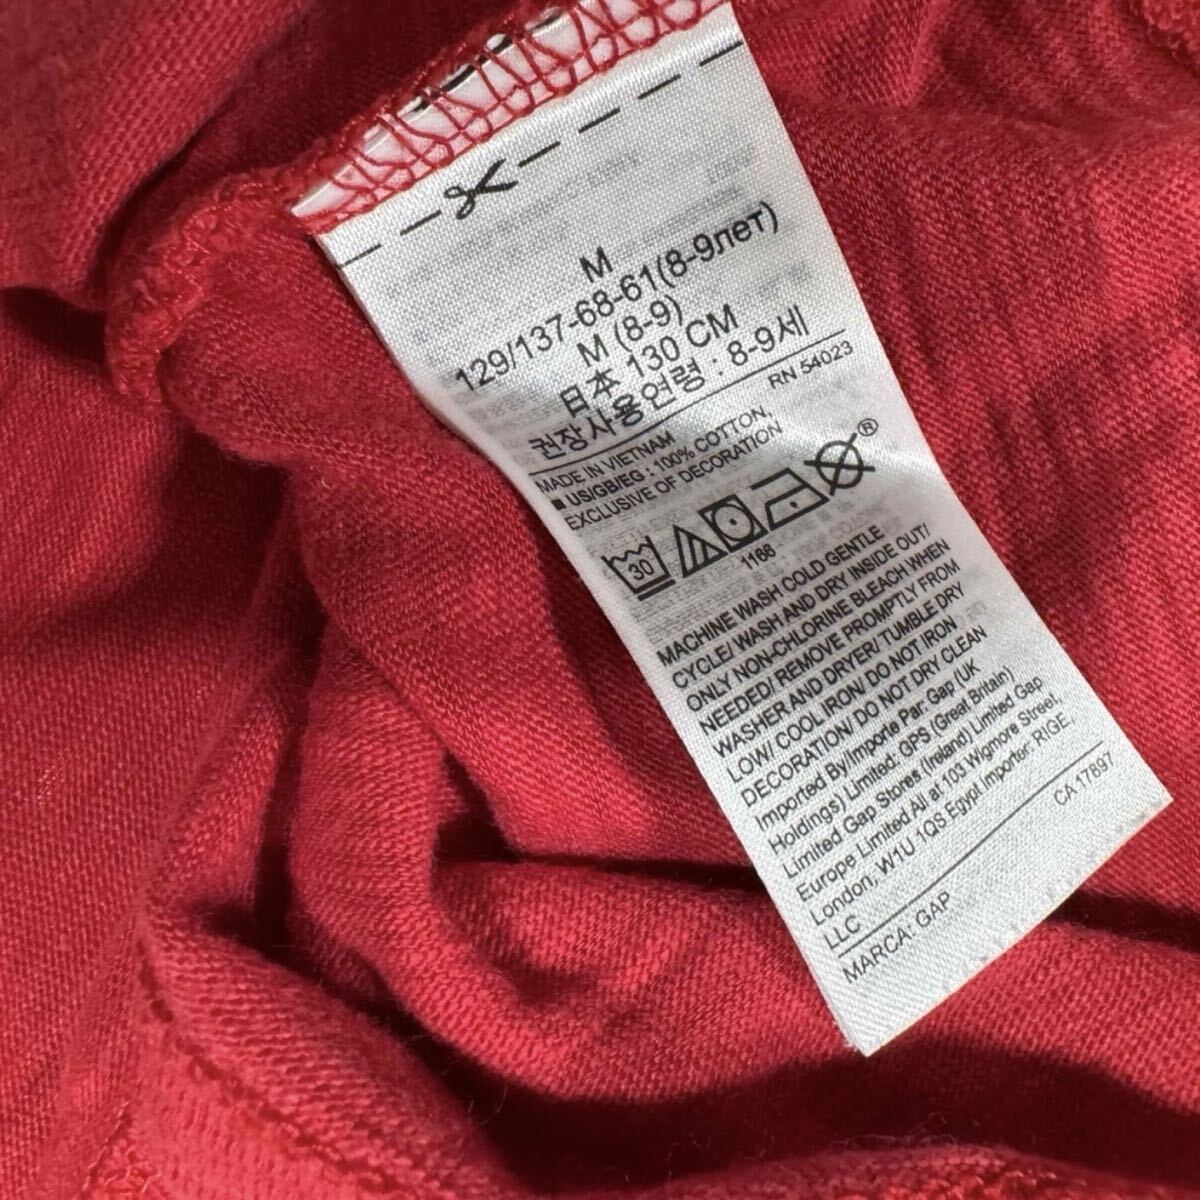 M
129/137-68-61(8-9лет)
M (8-9)
日本 130 CM
권장사용연령 : 8-9세
RN 54023
MADE IN VIETNAM
US/GB/EG : 100% COTTON,
EXCLUSIVE OF DECORATION
30
®
1166
MACHINE WASH COLD GENTLE
CYCLE/ WASH AND DRY INSIDE OUT/
ONLY NON-CHLORINE BLEACH WHEN
NEEDED/ REMOVE PROMPTLY FROM
WASHER AND DRYER/ TUMBLE DRY
LOW/ COOL IRON/ DO NOT IRON
DECORATION/ DO NOT DRY CLEAN
Imported By/Importe Par: Gap (UK
Holdings) Limited: GPS (Great Britain)
Limited Gap Stores (Ireland) Limited Gap
Europe Limited All at 103 Wigmore Street,
London, W1U 1QS Egypt Importer: RIGE,
LLC
CA 17897
MARCA: GAP